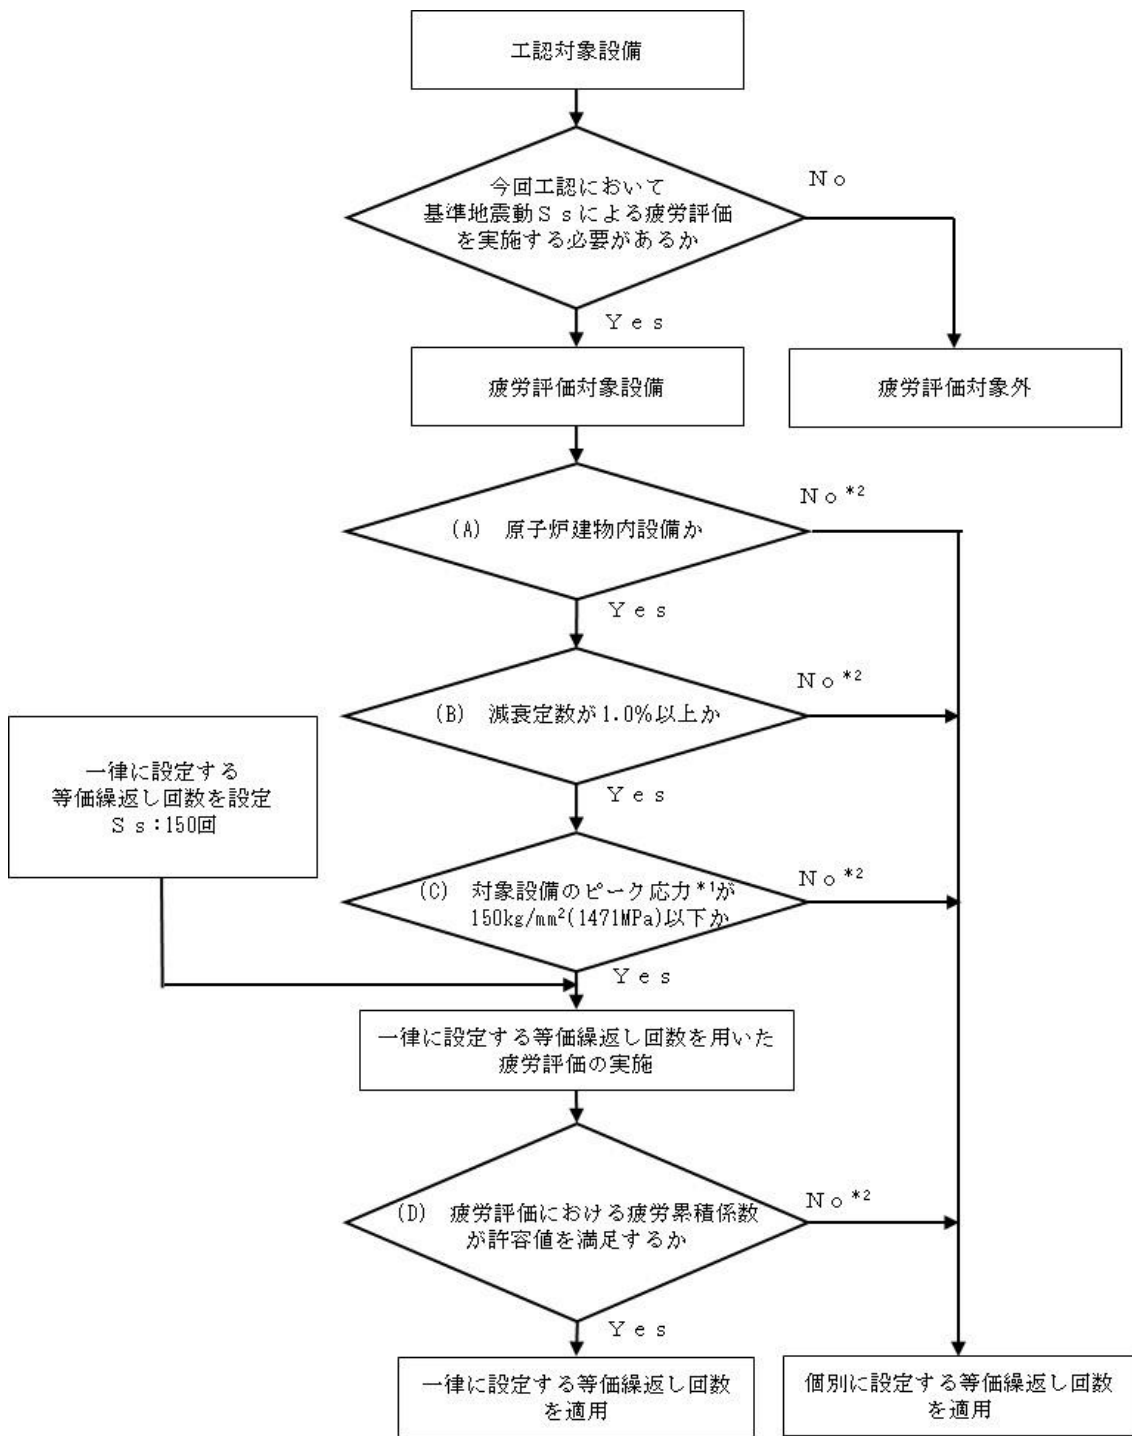 工認対象設備
今回工認において
基準地震動Ｓｓによる疲労評価
を実施する必要があるか
Ｎｏ
Ｙｅｓ
疲労評価対象設備
疲労評価対象外
(A)　原子炉建物内設備か
Ｎｏ*2
Ｙｅｓ
(B)　減衰定数が1.0％以上か
Ｎｏ*2
Ｙｅｓ
一律に設定する
等価繰返し回数を設定
Ｓｓ：150回
(C)　対象設備のピーク応力*1が
150kg/mm²(1471MPa)以下か
Ｎｏ*2
Ｙｅｓ
一律に設定する等価繰返し回数を用いた
疲労評価の実施
(D)　疲労評価における疲労累積係数
が許容値を満足するか
Ｎｏ*2
Ｙｅｓ
一律に設定する等価繰返し回数
を適用
個別に設定する等価繰返し回数
を適用